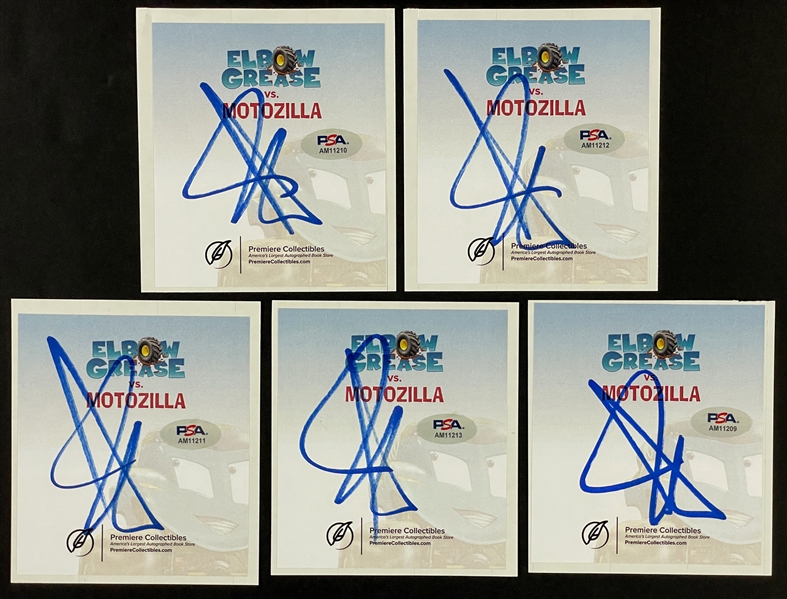 ELBOW
GREASE
VS.
MOTOZILLA
PSA
AM11210
Premiere Collectibles
America's Largest Autographed Book Store
PremiereCollectibles.com
ELBOW
GREASE
VS.
MOTOZILLA
PSA
AM11212
Premiere Collectibles
America's Largest Autographed Book Store
PremiereCollectibles.com
ELBOW
GREASE
VS.
MOTOZILLA
PSA
AM11211
Premiere Collectibles
America's Largest Autographed Book Store
PremiereCollectibles.com
ELBOW
GREASE
VS.
MOTOZILLA
PSA
AM11213
Premiere Collectibles
America's Largest Autographed Book Store
PremiereCollectibles.com
ELBOW
GREASE
VS.
MOTOZILLA
PSA
AM11209
Premiere Collectibles
America's Largest Autographed Book Store
PremiereCollectibles.com